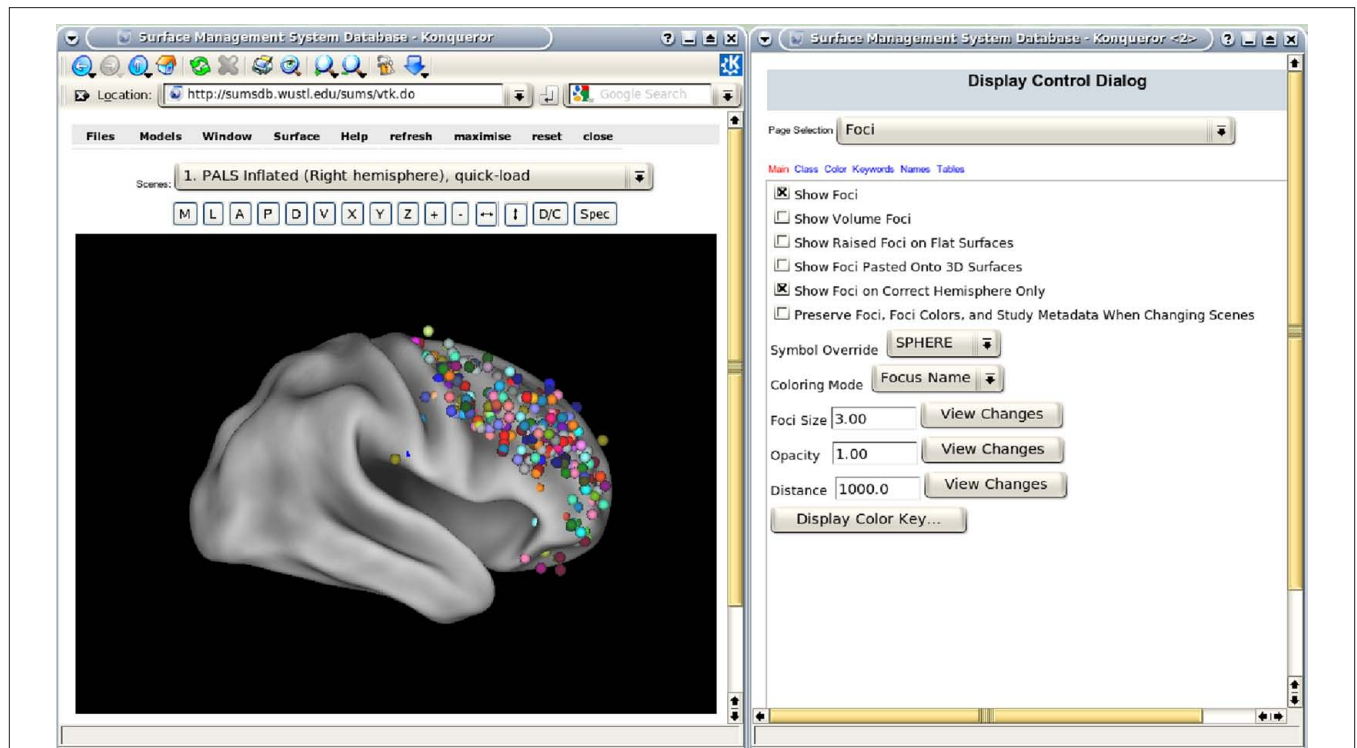 Surface Management System Database - Konqueror
Location: http://sumsdb.wustl.edu/sums/vtk.do Google Search
Files Models Window Surface Help refresh maximise reset close
Scenes: 1. PALS Inflated (Right hemisphere), quick-load
M L A P D V X Y Z + - ↔ ↕ D/C Spec
Surface Management System Database - Konqueror <2>
Display Control Dialog
Page Selection Foci
Main Class Color Keywords Names Tables
Show Foci
Show Volume Foci
Show Raised Foci on Flat Surfaces
Show Foci Pasted Onto 3D Surfaces
Show Foci on Correct Hemisphere Only
Preserve Foci, Foci Colors, and Study Metadata When Changing Scenes
Symbol Override SPHERE
Coloring Mode Focus Name
Foci Size 3.00 View Changes
Opacity 1.00 View Changes
Distance 1000.0 View Changes
Display Color Key...